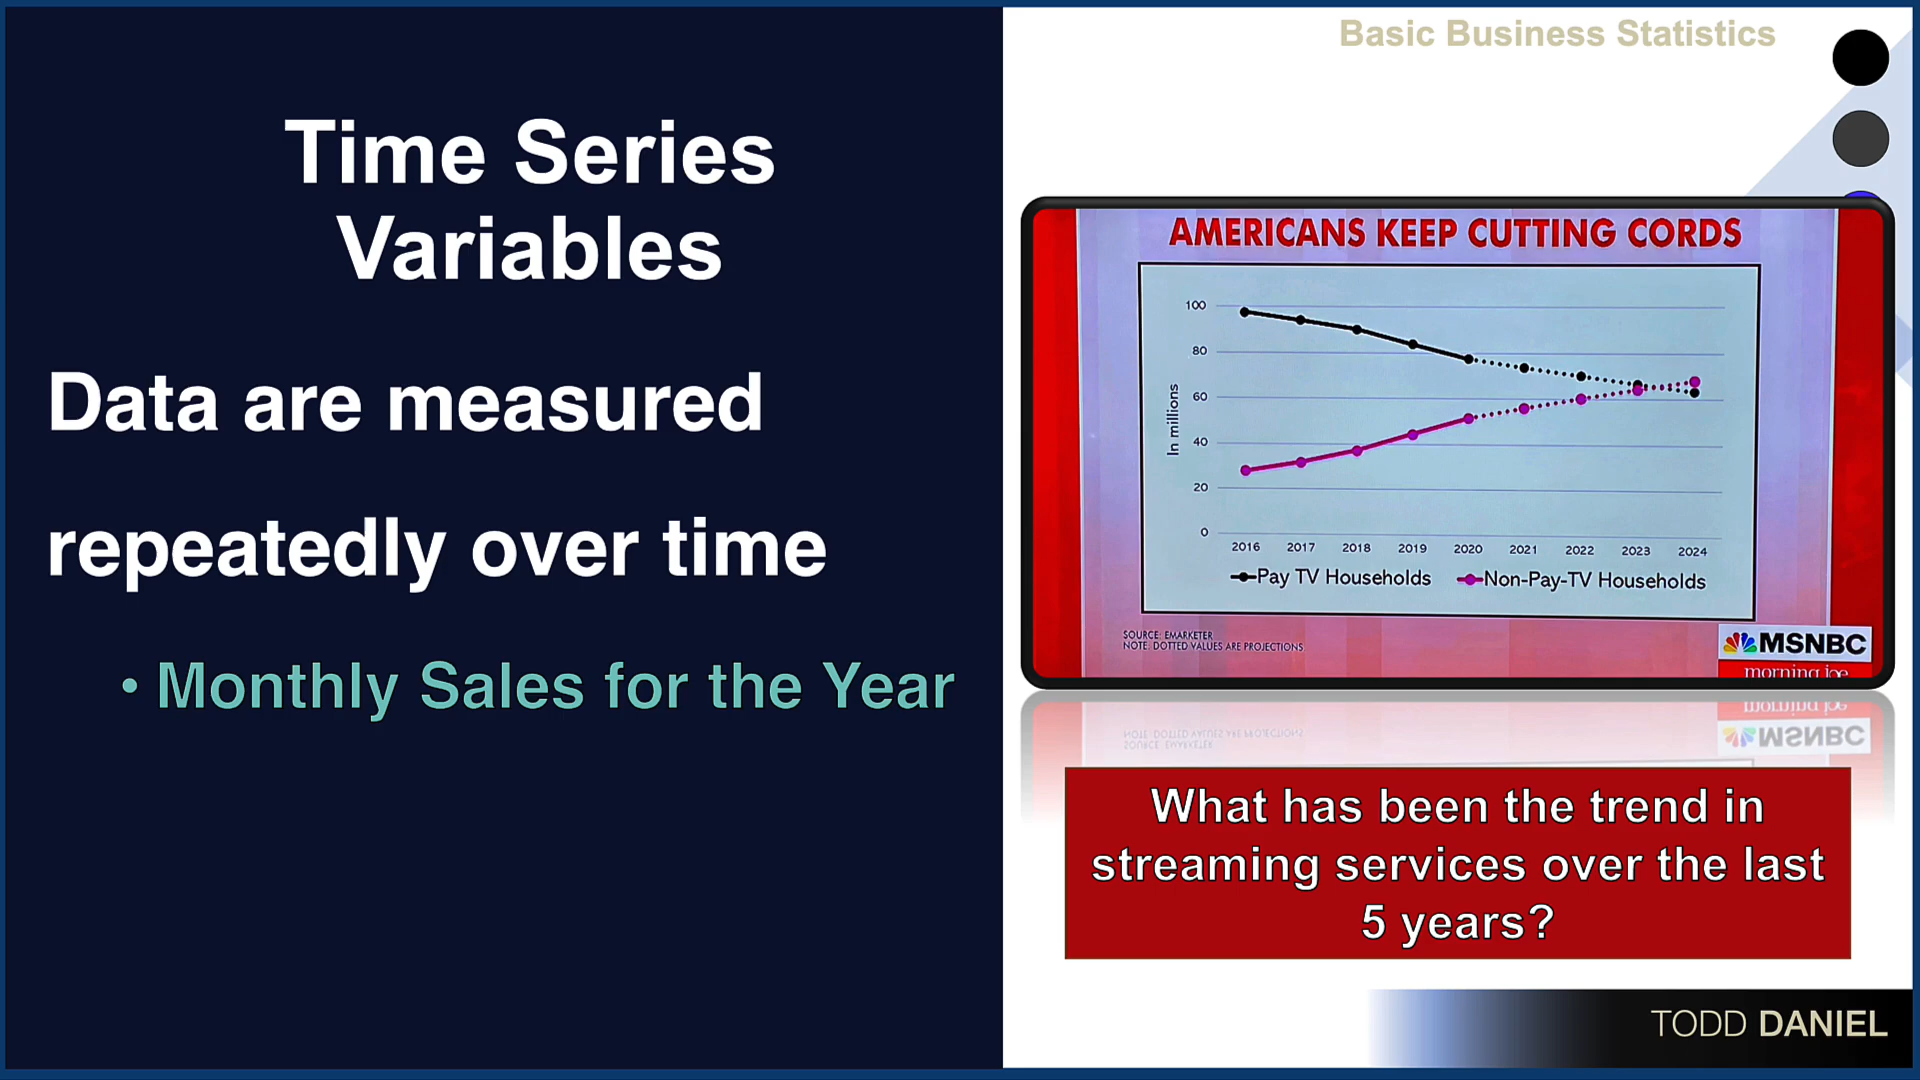 Basic Business Statistics
Time Series
Variables
Data are measured
repeatedly over time
• Monthly Sales for the Year
AMERICANS KEEP CUTTING CORDS
100
80
60
40
20
0
In millions
2016 2017 2018 2019 2020 2021 2022 2023 2024
Pay TV Households Non-Pay-TV Households
SOURCE: EMARKETER
NOTE: DOTTED VALUES ARE PROJECTIONS
MSNBC
morning joe
What has been the trend in
streaming services over the last
5 years?
TODD DANIEL